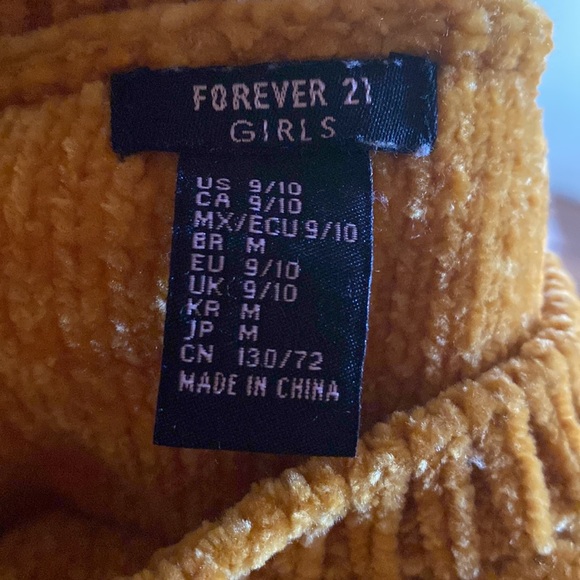 FOREVER 21
GIRLS
US 9/10
CA 9/10
MX/ECU 9/10
BR M
EU 9/10
UK 9/10
KR M
JP M
CN 130/72
MADE IN CHINA